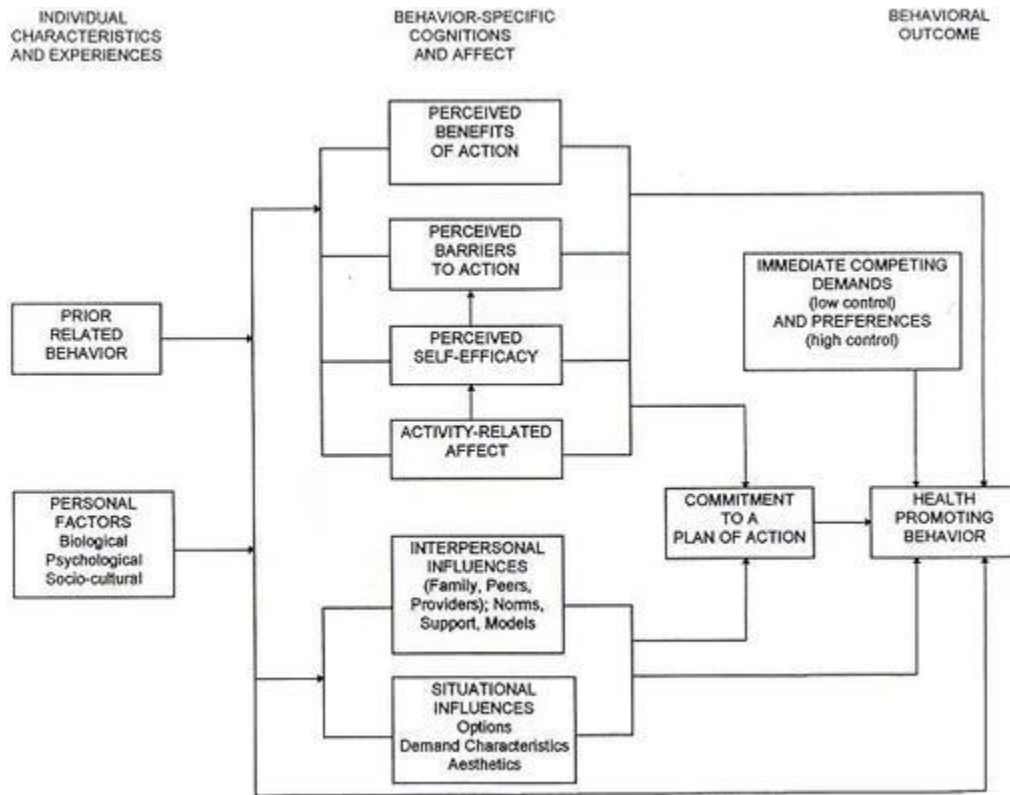 INDIVIDUAL
CHARACTERISTICS
AND EXPERIENCES
BEHAVIOR-SPECIFIC
COGNITIONS
AND AFFECT
BEHAVIORAL
OUTCOME
PERCEIVED
BENEFITS
OF ACTION
PERCEIVED
BARRIERS
TO ACTION
IMMEDIATE COMPETING
DEMANDS
(low control)
AND PREFERENCES
(high control)
PRIOR
RELATED
BEHAVIOR
PERCEIVED
SELF-EFFICACY
ACTIVITY-RELATED
AFFECT
PERSONAL
FACTORS
Biological
Psychological
Socio-cultural
COMMITMENT
TO A
PLAN OF ACTION
HEALTH
PROMOTING
BEHAVIOR
INTERPERSONAL
INFLUENCES
(Family, Peers,
Providers); Norms,
Support, Models
SITUATIONAL
INFLUENCES
Options
Demand Characteristics
Aesthetics